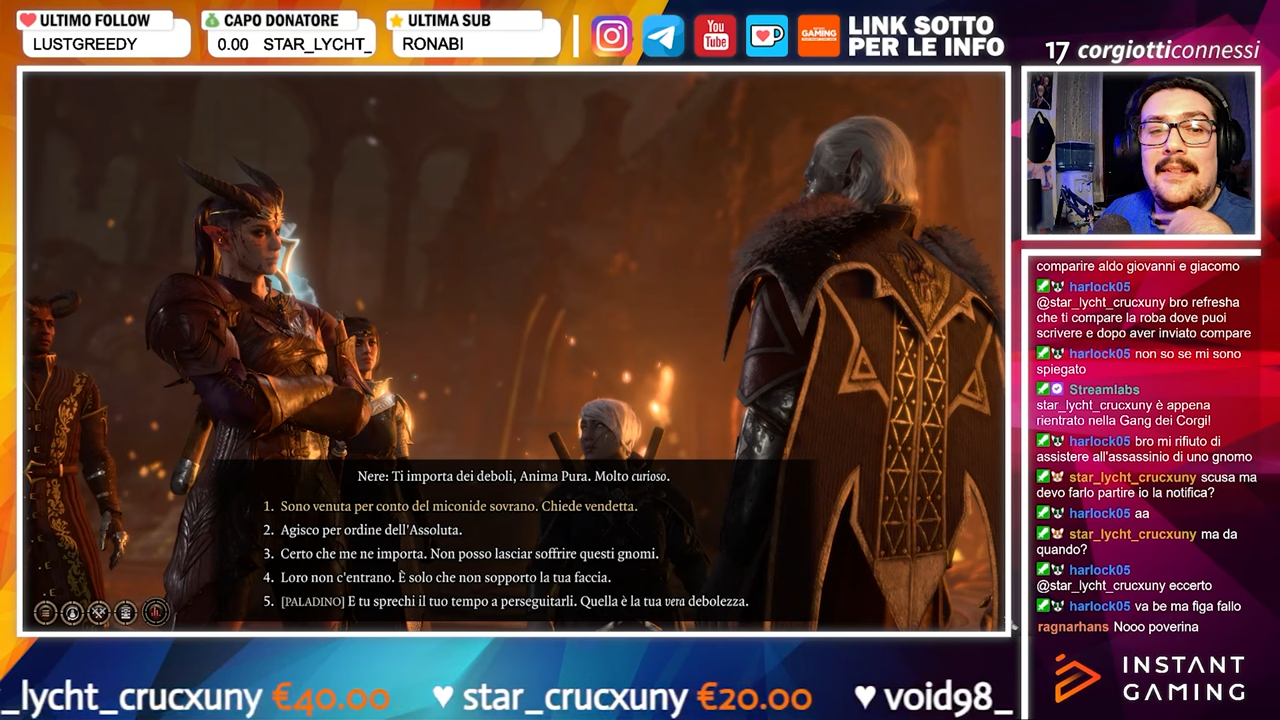 ULTIMO FOLLOW
LUSTGREEDY
CAPO DONATORE
0.00 STAR_LYCHT_
ULTIMA SUB
RONABI
You
Tube
GAMING
LINK SOTTO
PER LE INFO
17 corgiotticonnessi
Nere: Ti importa dei deboli, Anima Pura. Molto curioso.
1. Sono venuta per conto del miconide sovrano. Chiede vendetta.
2. Agisco per ordine dell'Assoluta.
3. Certo che me ne importa. Non posso lasciar soffrire questi gnomi.
4. Loro non c'entrano. È solo che non sopporto la tua faccia.
5. [PALADINO] E tu sprechi il tuo tempo a perseguitarli. Quella è la tua vera debolezza.
comparire aldo giovanni e giacomo
harlock05
@star_lycht_crucxuny bro refresha
che ti compare la roba dove puoi
scrivere e dopo aver inviato compare
harlock05 non so se mi sono
spiegato
Streamlabs
star_lycht_crucxuny è appena
rientrato nella Gang dei Corgi!
harlock05 bro mi rifiuto di
assistere all'assassinio di uno gnomo
star_lycht_crucxuny scusa ma
devo farlo partire io la notifica?
harlock05 aa
star_lycht_crucxuny ma da
quando?
harlock05
@star_lycht_crucxuny eccerto
harlock05 va be ma figa fallo
ragnarhans Nooo poverina
INSTANT
GAMING
_lycht_crucxuny €40.00 ♥ star_crucxuny €20.00 ♥ void98_